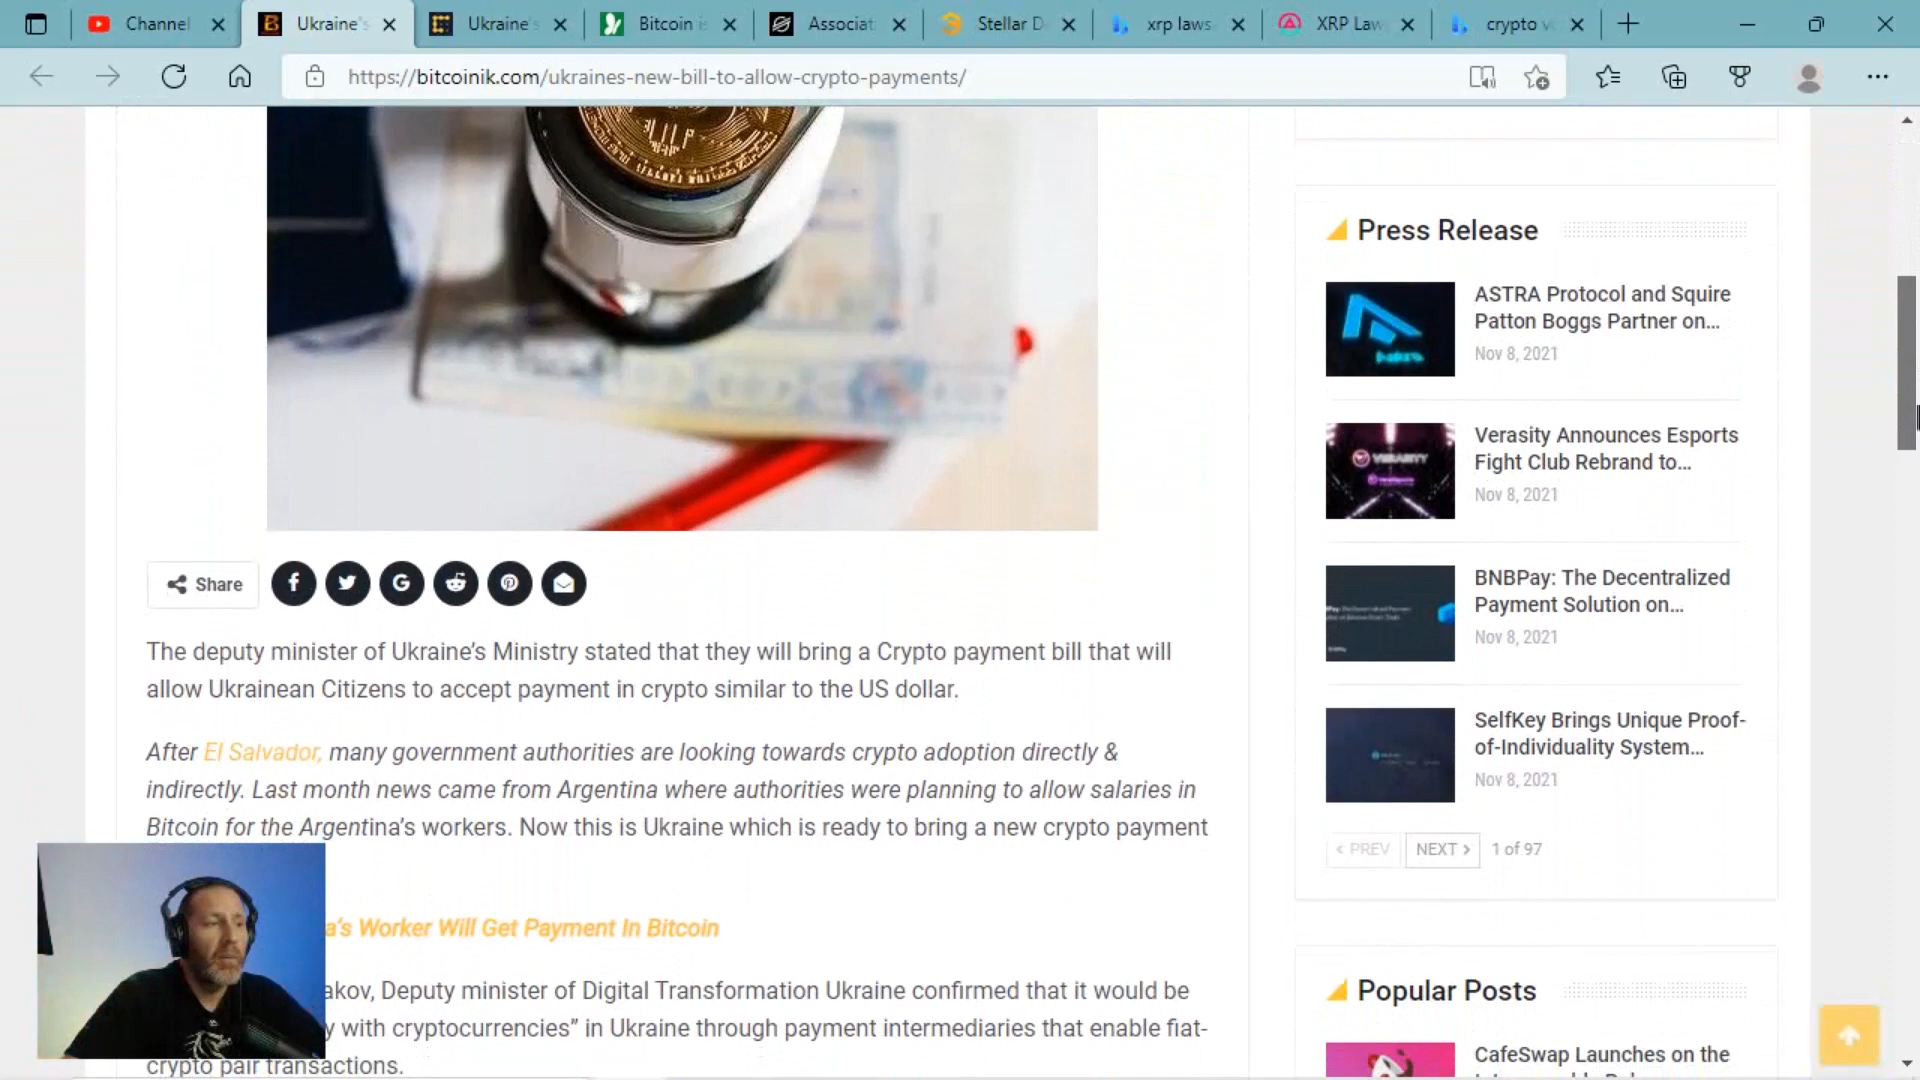 Channel
Ukraine's
Ukraine's
Bitcoin is
Associat
Stellar D
xrp laws
XRP Law
crypto v
https://bitcoinik.com/ukraines-new-bill-to-allow-crypto-payments/
Share
The deputy minister of Ukraine’s Ministry stated that they will bring a Crypto payment bill that will
allow Ukrainean Citizens to accept payment in crypto similar to the US dollar.
After El Salvador, many government authorities are looking towards crypto adoption directly &
indirectly. Last month news came from Argentina where authorities were planning to allow salaries in
Bitcoin for the Argentina’s workers. Now this is Ukraine which is ready to bring a new crypto payment
a’s Worker Will Get Payment In Bitcoin
akov, Deputy minister of Digital Transformation Ukraine confirmed that it would be
y with cryptocurrencies” in Ukraine through payment intermediaries that enable fiat-
crypto pair transactions.
Press Release
ASTRA Protocol and Squire
Patton Boggs Partner on...
Nov 8, 2021
VERASITY
Verasity Announces Esports
Fight Club Rebrand to...
Nov 8, 2021
BNBPay: The Decentralized
Payment Solution on...
Nov 8, 2021
SelfKey Brings Unique Proof-
of-Individuality System...
Nov 8, 2021
PREV
NEXT
1 of 97
Popular Posts
CafeSwap Launches on the